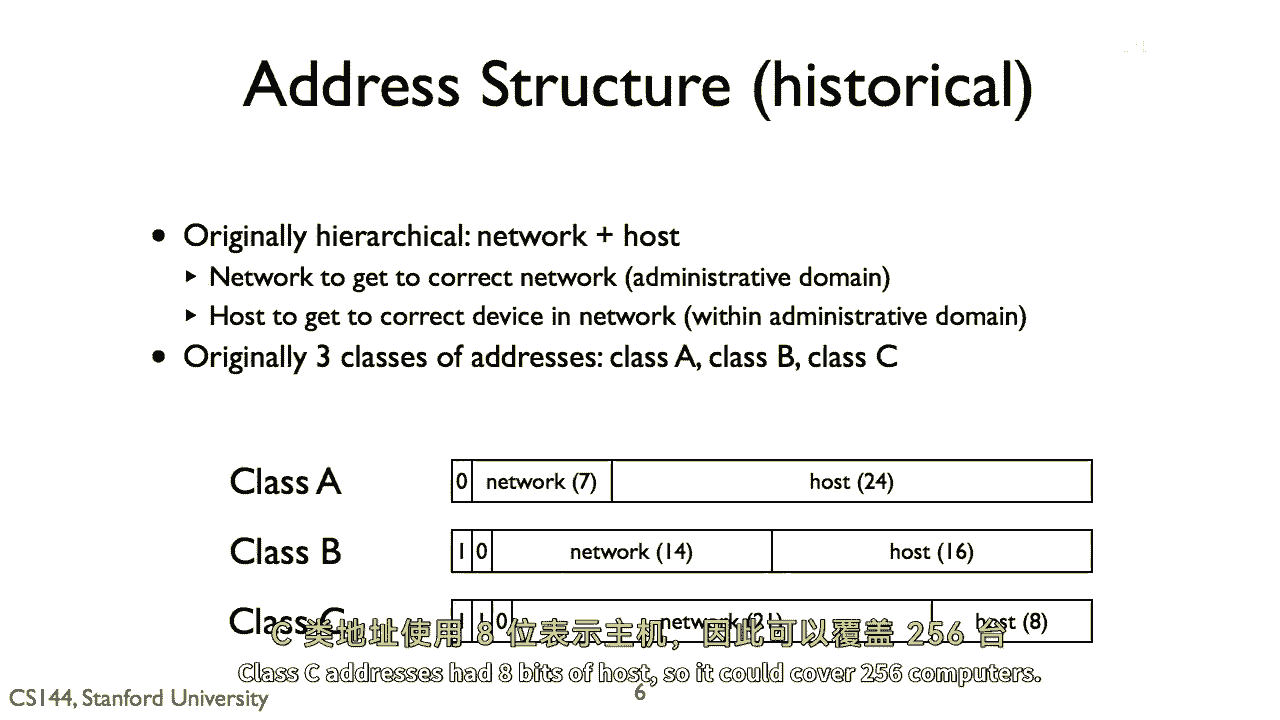 Address Structure (historical)
• Originally hierarchical: network + host
▸ Network to get to correct network (administrative domain)
▸ Host to get to correct device in network (within administrative domain)
• Originally 3 classes of addresses: class A, class B, class C
Class A 0 network (7) host (24)
Class B 1 0 network (14) host (16)
Class C 1 1 0 network (21) host (8)
C 类地址使用 8 位表示主机，因此可以覆盖 256 台
Class C addresses had 8 bits of host, so it could cover 256 computers.
CS144, Stanford University
6